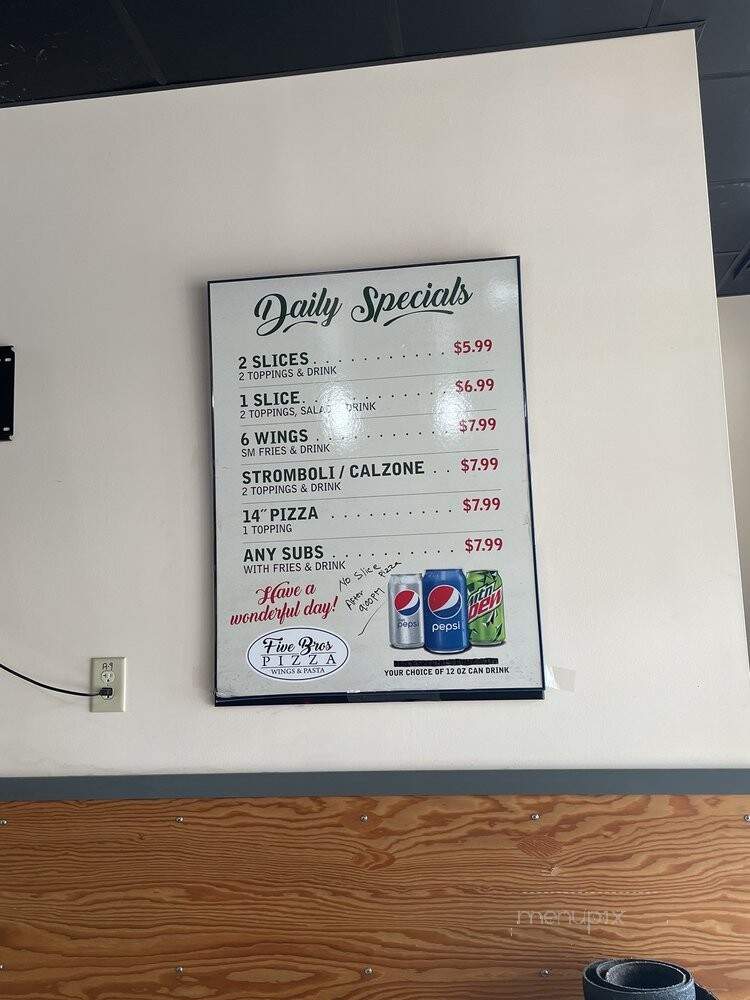 Daily Specials
2 SLICES . . . . . . . . . . . $5.99
2 TOPPINGS & DRINK
1 SLICE. . . . . . . . . . . . $6.99
2 TOPPINGS, SALAD DRINK
6 WINGS . . . . . . . . . . . $7.99
SM FRIES & DRINK
STROMBOLI / CALZONE . . $7.99
2 TOPPINGS & DRINK
14" PIZZA . . . . . . . . . . $7.99
1 TOPPING
ANY SUBS . . . . . . . . . . $7.99
WITH FRIES & DRINK
Have a
wonderful day!
No Slice Pizza
After
9:00PM
pepsi
pepsi
mtn
DEW
Five Bros
PIZZA
WINGS & PASTA
YOUR CHOICE OF 12 OZ CAN DRINK
A-9
menupix